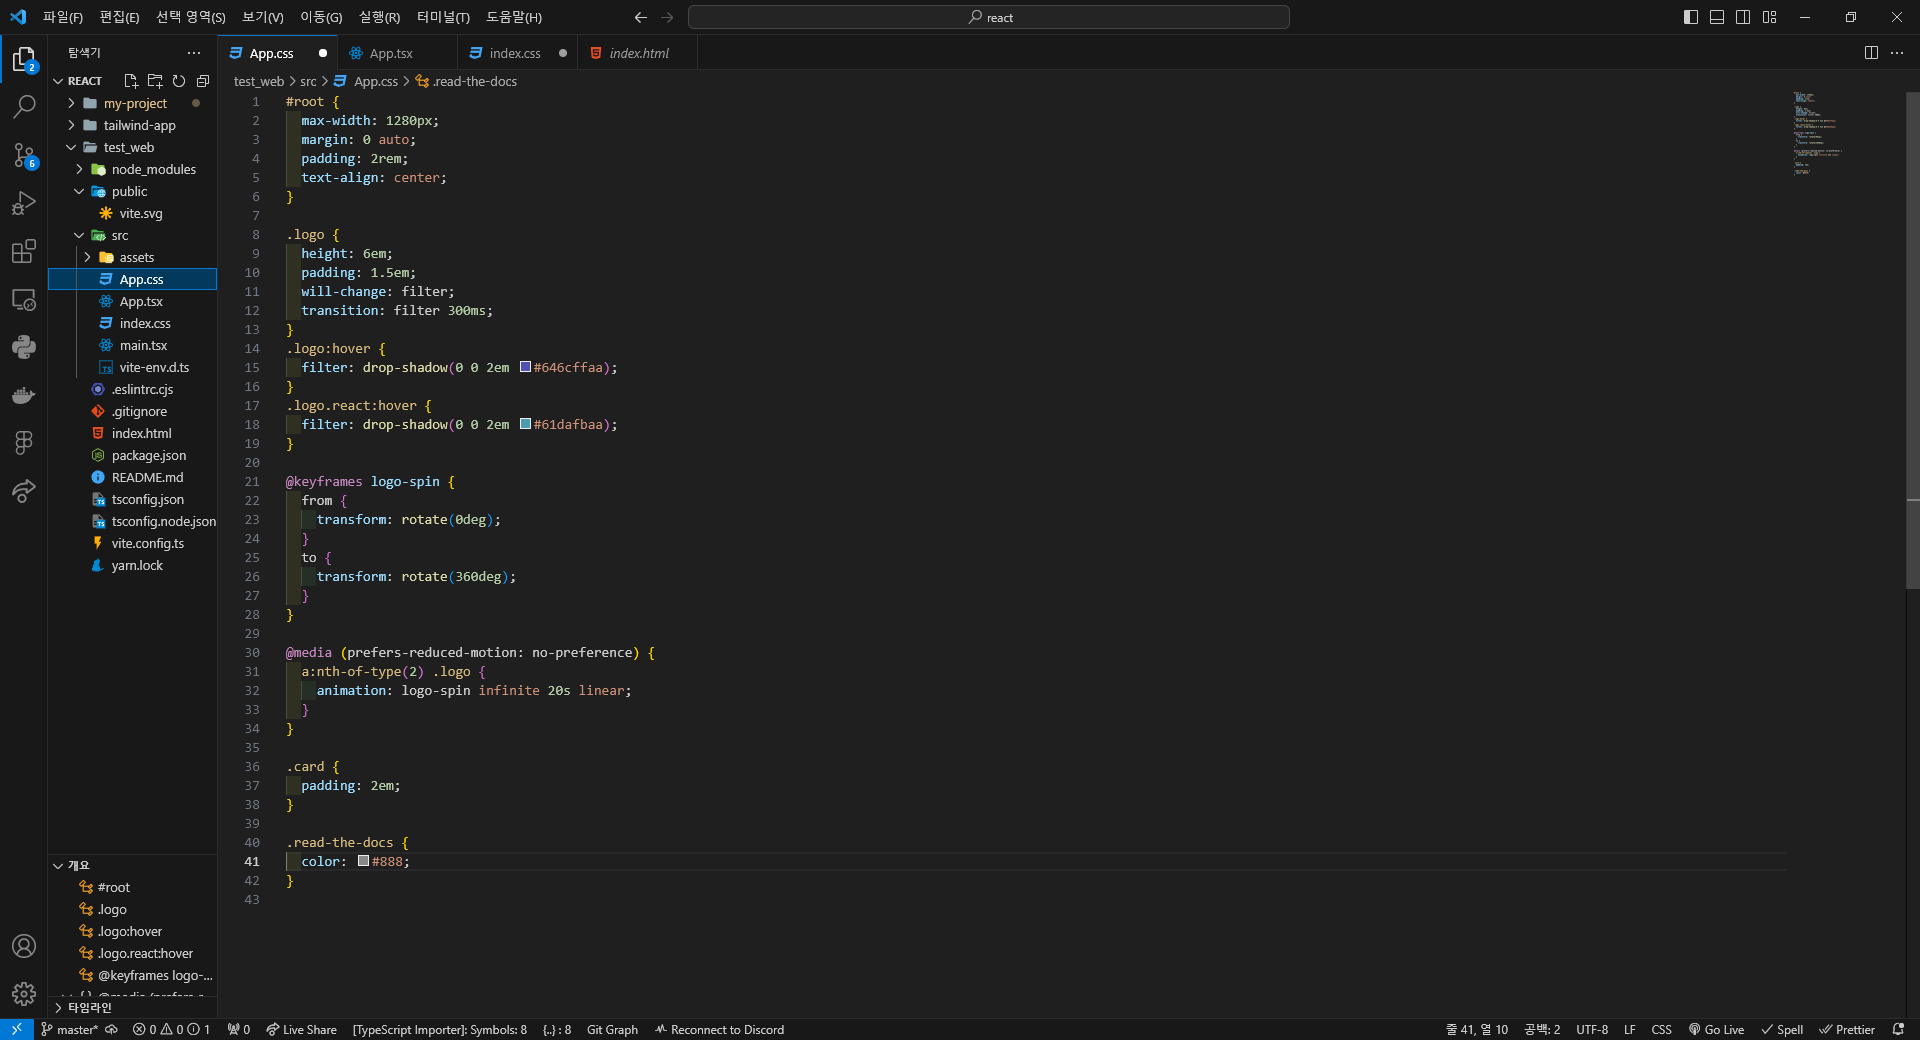 파일(F) 편집(E) 선택 영역(S) 보기(V) 이동(G) 실행(R) 터미널(T) 도움말(H)
react
탐색기
App.css
App.tsx
index.css
index.html
REACT
my-project
tailwind-app
test_web
node_modules
public
vite.svg
src
assets
App.css
App.tsx
index.css
main.tsx
vite-env.d.ts
.eslintrc.cjs
.gitignore
index.html
package.json
README.md
tsconfig.json
tsconfig.node.json
vite.config.ts
yarn.lock
2
6
개요
#root
.logo
.logo:hover
.logo.react:hover
@keyframes logo-...
타임라인
test_web > src > App.css > .read-the-docs
1 #root {
2 max-width: 1280px;
3 margin: 0 auto;
4 padding: 2rem;
5 text-align: center;
6 }
7
8 .logo {
9 height: 6em;
10 padding: 1.5em;
11 will-change: filter;
12 transition: filter 300ms;
13 }
14 .logo:hover {
15 filter: drop-shadow(0 0 2em #646cffaa);
16 }
17 .logo.react:hover {
18 filter: drop-shadow(0 0 2em #61dafbaa);
19 }
20
21 @keyframes logo-spin {
22 from {
23 transform: rotate(0deg);
24 }
25 to {
26 transform: rotate(360deg);
27 }
28 }
29
30 @media (prefers-reduced-motion: no-preference) {
31 a:nth-of-type(2) .logo {
32 animation: logo-spin infinite 20s linear;
33 }
34 }
35
36 .card {
37 padding: 2em;
38 }
39
40 .read-the-docs {
41 color: #888;
42 }
43
master* 0 0 1 0 Live Share [TypeScript Importer]: Symbols: 8 {..} : 8 Git Graph Reconnect to Discord
줄 41, 열 10 공백: 2 UTF-8 LF CSS Go Live Spell Prettier